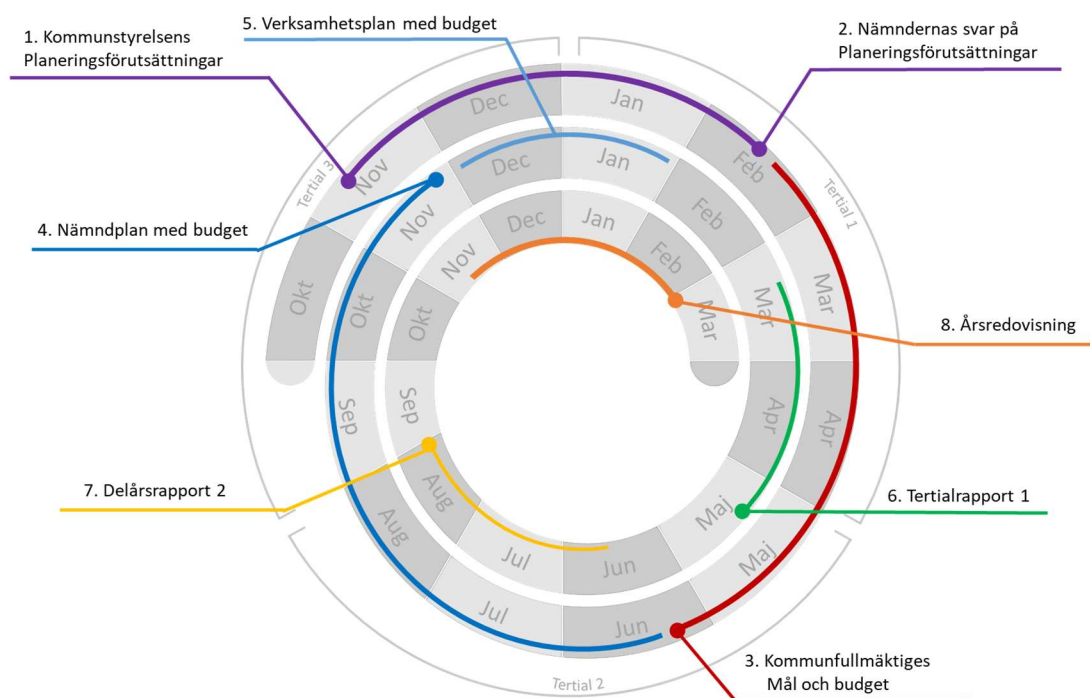 5. Verksamhetsplan med budget
1. Kommunstyrelsens
Planeringsförutsättningar
2. Nämndernas svar på
Planeringsförutsättningar
4. Nämndplan med budget
8. Årsredovisning
7. Delårsrapport 2
6. Tertialrapport 1
3. Kommunfullmäktiges
Mål och budget
Tertial 3
Tertial 1
Tertial 2
Okt
Nov
Dec
Jan
Feb
Mar
Apr
Maj
Jun
Jul
Aug
Sep
Okt
Nov
Dec
Jan
Feb
Mar
Apr
Maj
Jun
Jul
Aug
Sep
Okt
Nov
Dec
Jan
Feb
Mar